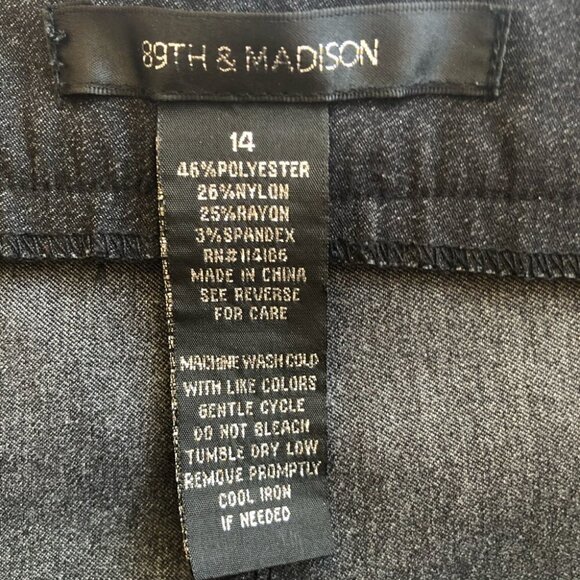 89TH & MADISON
14
46%POLYESTER
26%NYLON
25%RAYON
3%SPANDEX
RN#114186
MADE IN CHINA
SEE REVERSE
FOR CARE
MACHINE WASH COLD
WITH LIKE COLORS
GENTLE CYCLE
DO NOT BLEACH
TUMBLE DRY LOW
REMOVE PROMPTLY
COOL IRON
IF NEEDED